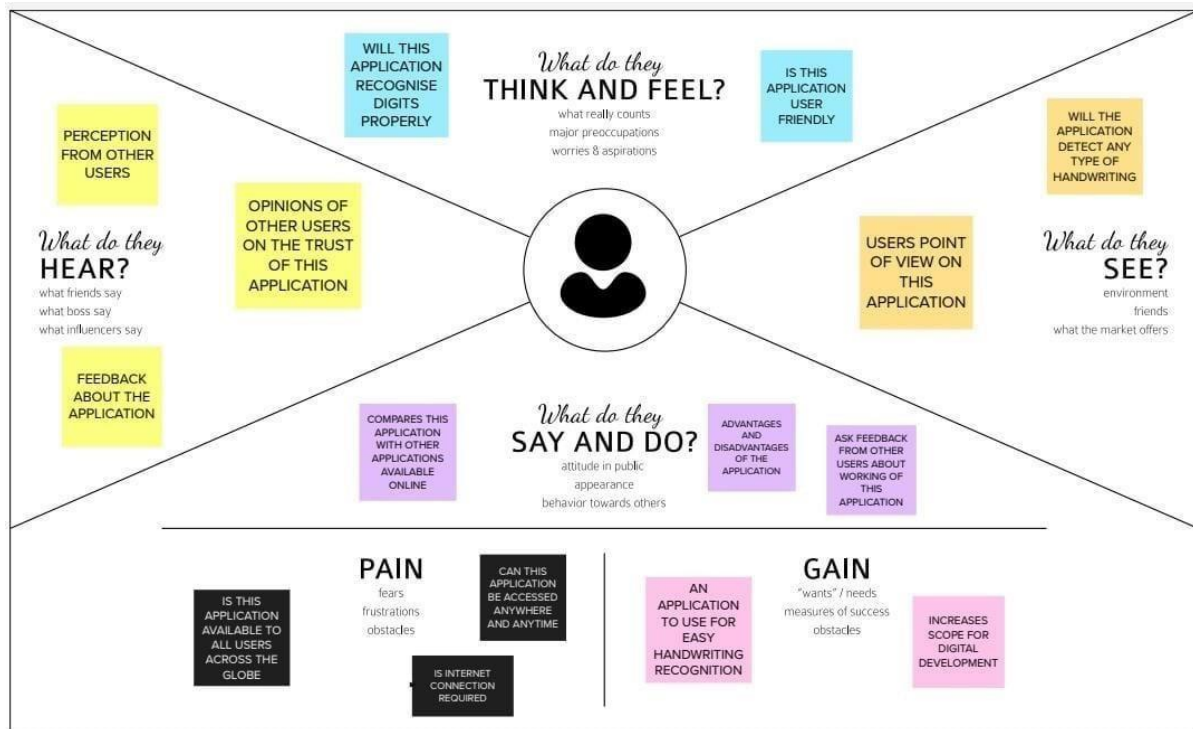 WILL THIS
APPLICATION
RECOGNISE
DIGITS
PROPERLY
What do they
THINK AND FEEL?
what really counts
major preoccupations
worries & aspirations
IS THIS
APPLICATION
USER
FRIENDLY
PERCEPTION
FROM OTHER
USERS
OPINIONS OF
OTHER USERS
ON THE TRUST
OF THIS
APPLICATION
What do they
HEAR?
what friends say
what boss say
what influencers say
FEEDBACK
ABOUT THE
APPLICATION
WILL THE
APPLICATION
DETECT ANY
TYPE OF
HANDWRITING
USERS POINT
OF VIEW ON
THIS
APPLICATION
What do they
SEE?
environment
friends
what the market offers
COMPARES THIS
APPLICATION
WITH OTHER
APPLICATIONS
AVAILABLE
ONLINE
What do they
SAY AND DO?
attitude in public
appearance
behavior towards others
ADVANTAGES
AND
DISADVANTAGES
OF THE
APPLICATION
ASK FEEDBACK
FROM OTHER
USERS ABOUT
WORKING OF
THIS
APPLICATION
IS THIS
APPLICATION
AVAILABLE TO
ALL USERS
ACROSS THE
GLOBE
PAIN
fears
frustrations
obstacles
CAN THIS
APPLICATION
BE ACCESSED
ANYWHERE
AND ANYTIME
IS INTERNET
CONNECTION
REQUIRED
AN
APPLICATION
TO USE FOR
EASY
HANDWRITING
RECOGNITION
GAIN
"wants" / needs
measures of success
obstacles
INCREASES
SCOPE FOR
DIGITAL
DEVELOPMENT